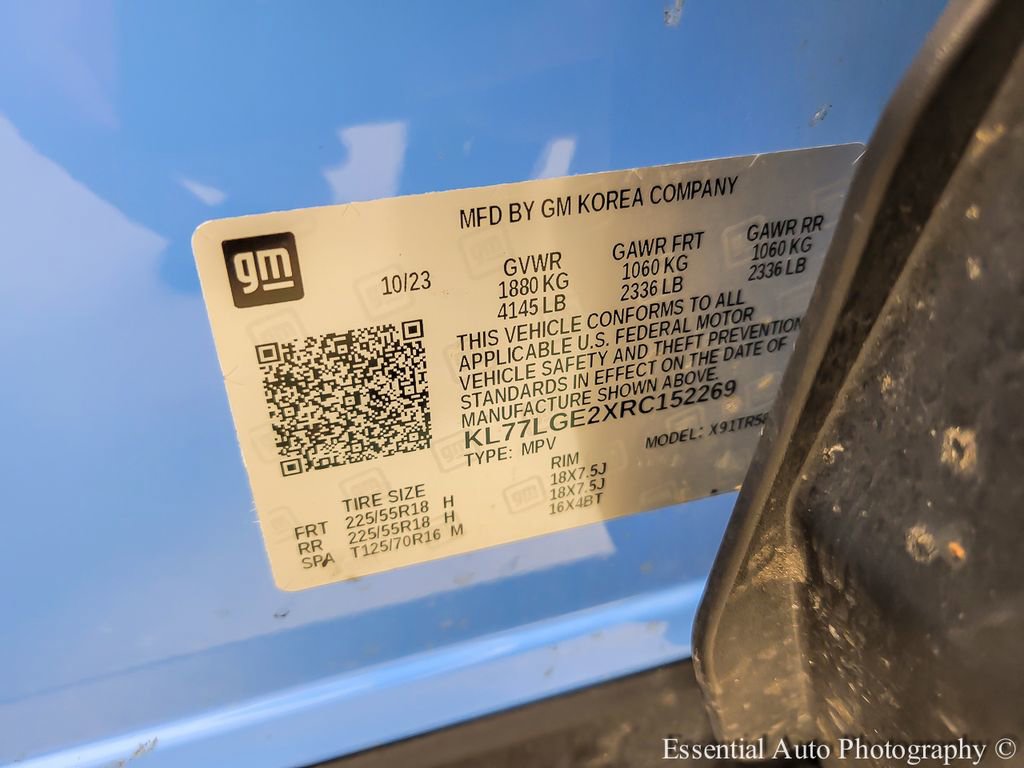 MFD BY GM KOREA COMPANY
gm
10/23
GVWR
1880 KG
4145 LB
GAWR FRT
1060 KG
2336 LB
GAWR RR
1060 KG
2336 LB
THIS VEHICLE CONFORMS TO ALL
APPLICABLE U.S. FEDERAL MOTOR
VEHICLE SAFETY AND THEFT PREVENTION
STANDARDS IN EFFECT ON THE DATE OF
MANUFACTURE SHOWN ABOVE.
KL77LGE2XRC152269
TYPE: MPV
MODEL: X91TR58
TIRE SIZE
RIM
FRT 225/55R18 H 18X7.5J
RR 225/55R18 H 18X7.5J
SPA T125/70R16 M 16X4BT
Essential Auto Photography ©